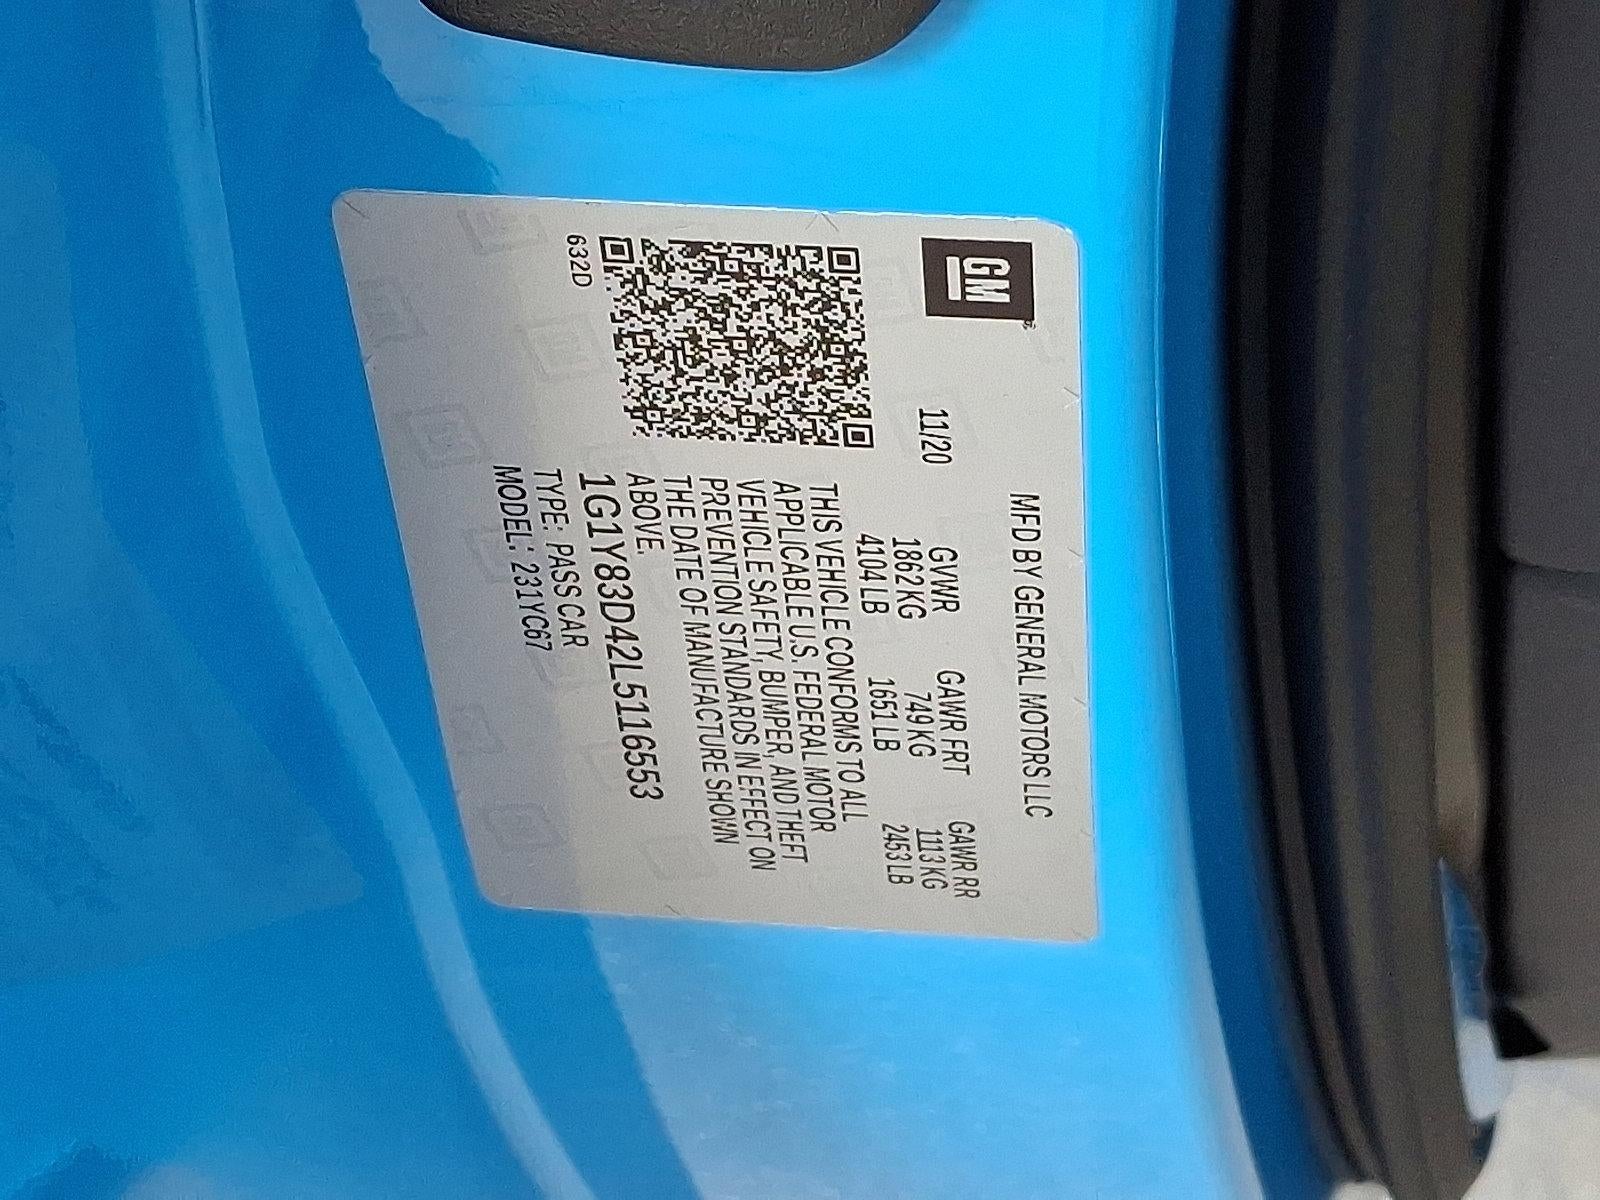 GM
MFD BY GENERAL MOTORS LLC
11/20 GVWR GAWR FRT GAWR RR
1862 KG 749 KG 1113 KG
4104 LB 1651 LB 2453 LB
THIS VEHICLE CONFORMS TO ALL
APPLICABLE U.S. FEDERAL MOTOR
VEHICLE SAFETY, BUMPER, AND THEFT
PREVENTION STANDARDS IN EFFECT ON
THE DATE OF MANUFACTURE SHOWN
ABOVE.
1G1Y83D42L5116553
TYPE: PASS CAR
MODEL: 231YC67
632D